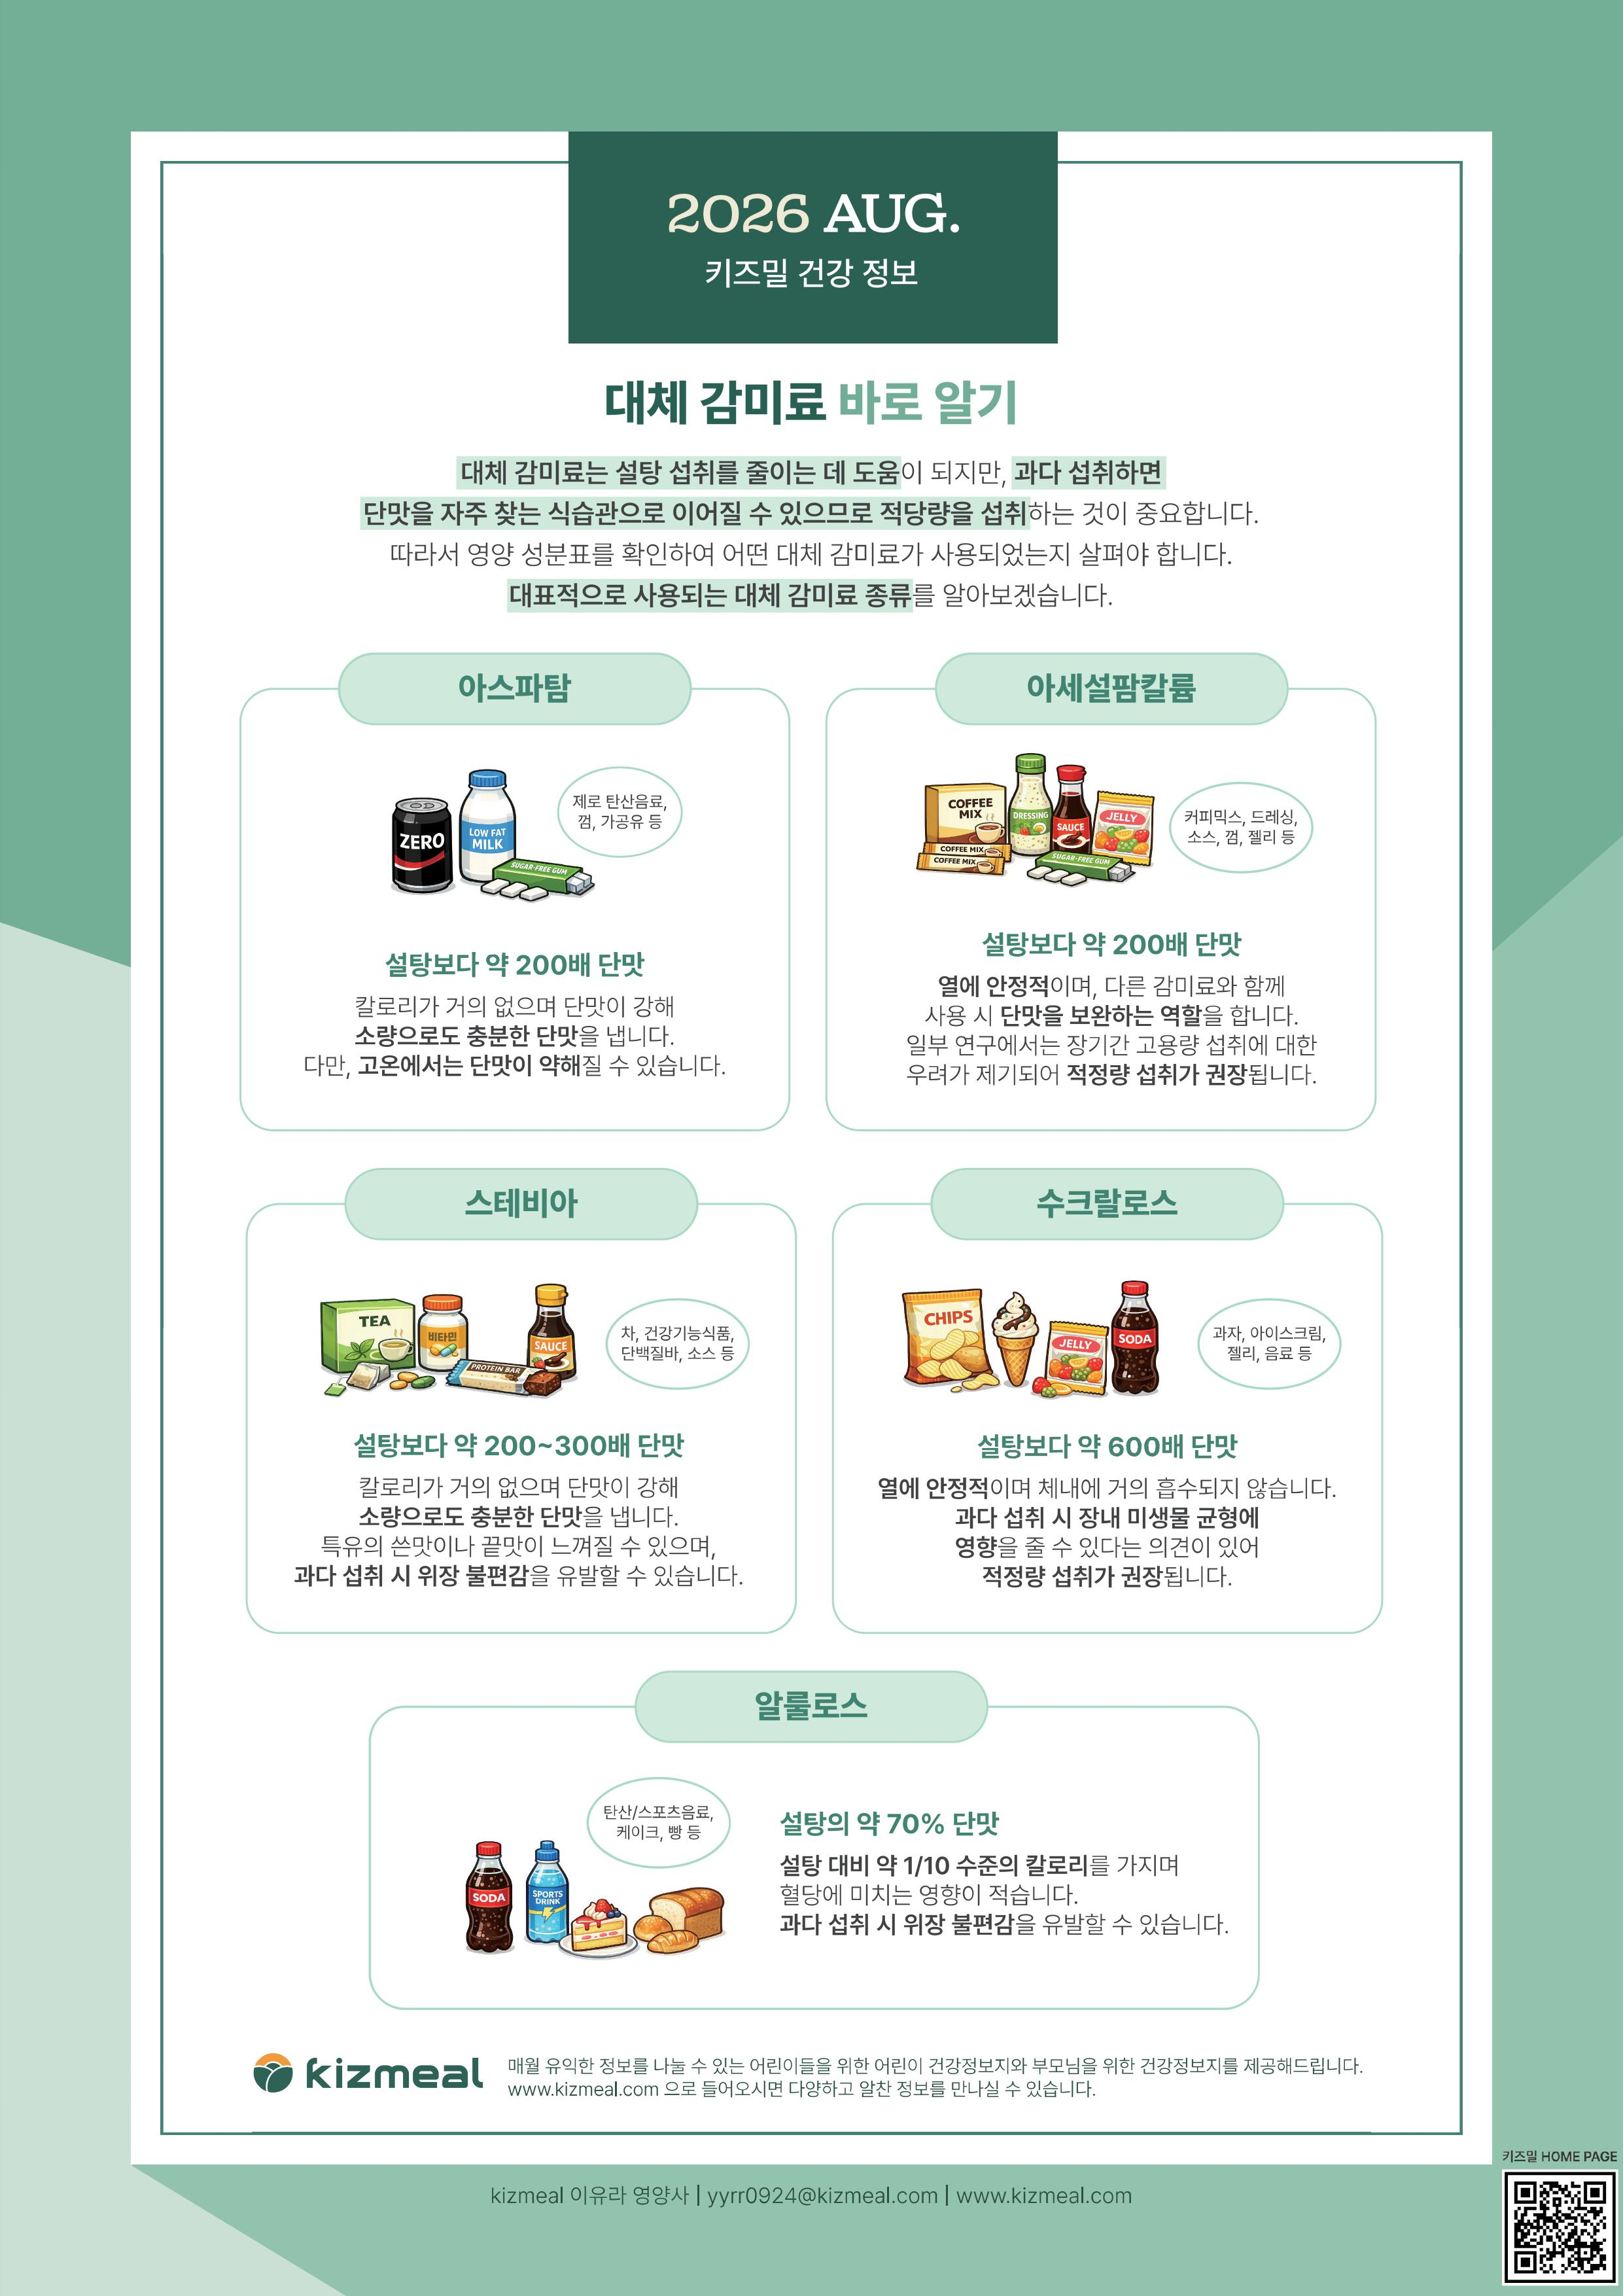 2026 AUG.
키즈밀 건강 정보
대체 감미료 바로 알기
대체 감미료는 설탕 섭취를 줄이는 데 도움이 되지만, 과다 섭취하면
단맛을 자주 찾는 식습관으로 이어질 수 있으므로 적당량을 섭취하는 것이 중요합니다.
따라서 영양 성분표를 확인하여 어떤 대체 감미료가 사용되었는지 살펴야 합니다.
대표적으로 사용되는 대체 감미료 종류를 알아보겠습니다.
아스파탐
ZERO
LOW FAT
MILK
SUGAR-FREE GUM
제로 탄산음료,
껌, 가공유 등
설탕보다 약 200배 단맛
칼로리가 거의 없으며 단맛이 강해
소량으로도 충분한 단맛을 냅니다.
다만, 고온에서는 단맛이 약해질 수 있습니다.
아세설팜칼륨
COFFEE
MIX
COFFEE MIX
COFFEE MIX
DRESSING
SAUCE
JELLY
SUGAR-FREE GUM
커피믹스, 드레싱,
소스, 껌, 젤리 등
설탕보다 약 200배 단맛
열에 안정적이며, 다른 감미료와 함께
사용 시 단맛을 보완하는 역할을 합니다.
일부 연구에서는 장기간 고용량 섭취에 대한
우려가 제기되어 적정량 섭취가 권장됩니다.
스테비아
TEA
비타민
PROTEIN BAR
SAUCE
차, 건강기능식품,
단백질바, 소스 등
설탕보다 약 200~300배 단맛
칼로리가 거의 없으며 단맛이 강해
소량으로도 충분한 단맛을 냅니다.
특유의 쓴맛이나 끝맛이 느껴질 수 있으며,
과다 섭취 시 위장 불편감을 유발할 수 있습니다.
수크랄로스
CHIPS
JELLY
SODA
과자, 아이스크림,
젤리, 음료 등
설탕보다 약 600배 단맛
열에 안정적이며 체내에 거의 흡수되지 않습니다.
과다 섭취 시 장내 미생물 균형에
영향을 줄 수 있다는 의견이 있어
적정량 섭취가 권장됩니다.
알룰로스
탄산/스포츠음료,
케이크, 빵 등
SODA
SPORTS
DRINK
설탕의 약 70% 단맛
설탕 대비 약 1/10 수준의 칼로리를 가지며
혈당에 미치는 영향이 적습니다.
과다 섭취 시 위장 불편감을 유발할 수 있습니다.
kizmeal
매월 유익한 정보를 나눌 수 있는 어린이들을 위한 어린이 건강정보지와 부모님을 위한 건강정보지를 제공해드립니다.
www.kizmeal.com 으로 들어오시면 다양하고 알찬 정보를 만나실 수 있습니다.
키즈밀 HOME PAGE
kizmeal 이유라 영양사 | yyrr0924@kizmeal.com | www.kizmeal.com